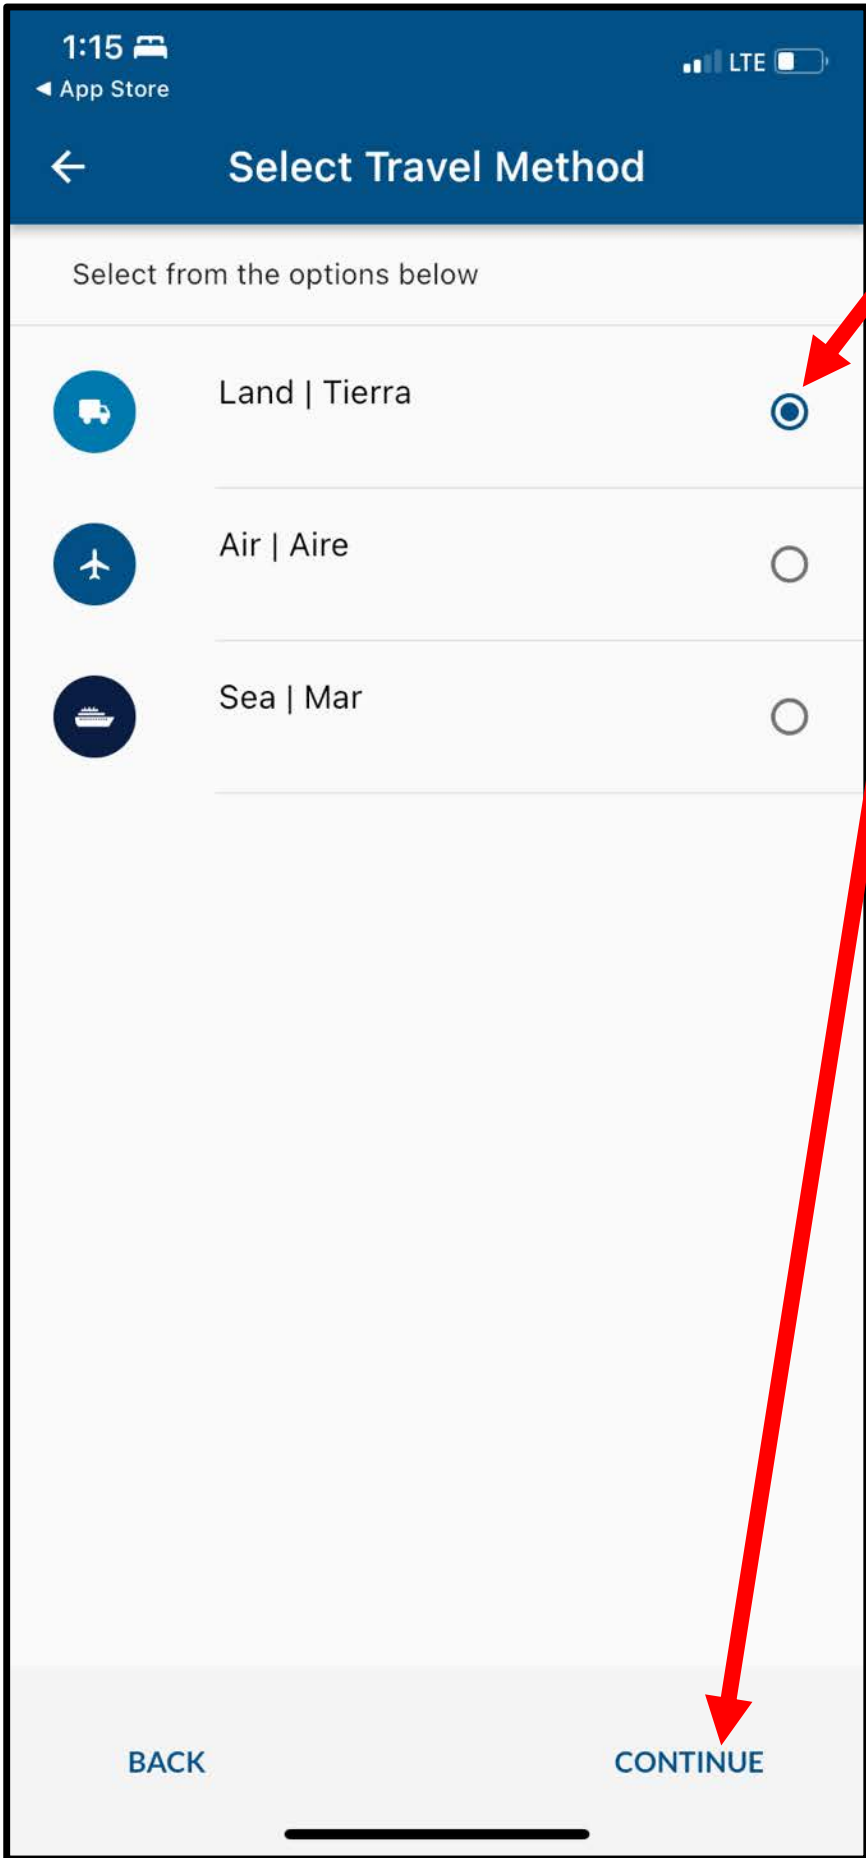 1:15
LTE
◀ App Store
Select Travel Method
Select from the options below
Land | Tierra
Air | Aire
Sea | Mar
BACK
CONTINUE